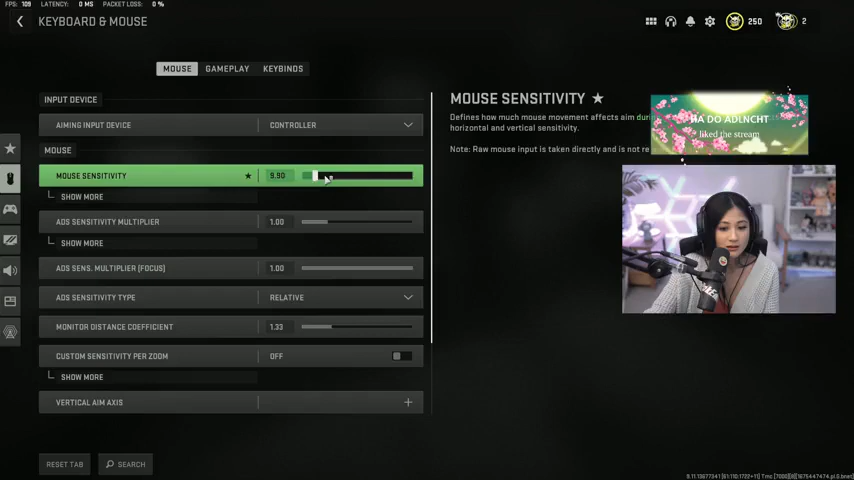 FPS: 109 LATENCY: 0 MS PACKET LOSS: 0 %
KEYBOARD & MOUSE
250
2
MOUSE GAMEPLAY KEYBINDS
INPUT DEVICE
AIMING INPUT DEVICE CONTROLLER
MOUSE
MOUSE SENSITIVITY 9.90
SHOW MORE
ADS SENSITIVITY MULTIPLIER 1.00
SHOW MORE
ADS SENS. MULTIPLIER (FOCUS) 1.00
ADS SENSITIVITY TYPE RELATIVE
MONITOR DISTANCE COEFFICIENT 1.33
CUSTOM SENSITIVITY PER ZOOM OFF
SHOW MORE
VERTICAL AIM AXIS
RESET TAB SEARCH
MOUSE SENSITIVITY
Defines how much mouse movement affects aim
horizontal and vertical sensitivity.
Note: Raw mouse input is taken directly and is not
HA DO ADLNCHT
liked the stream